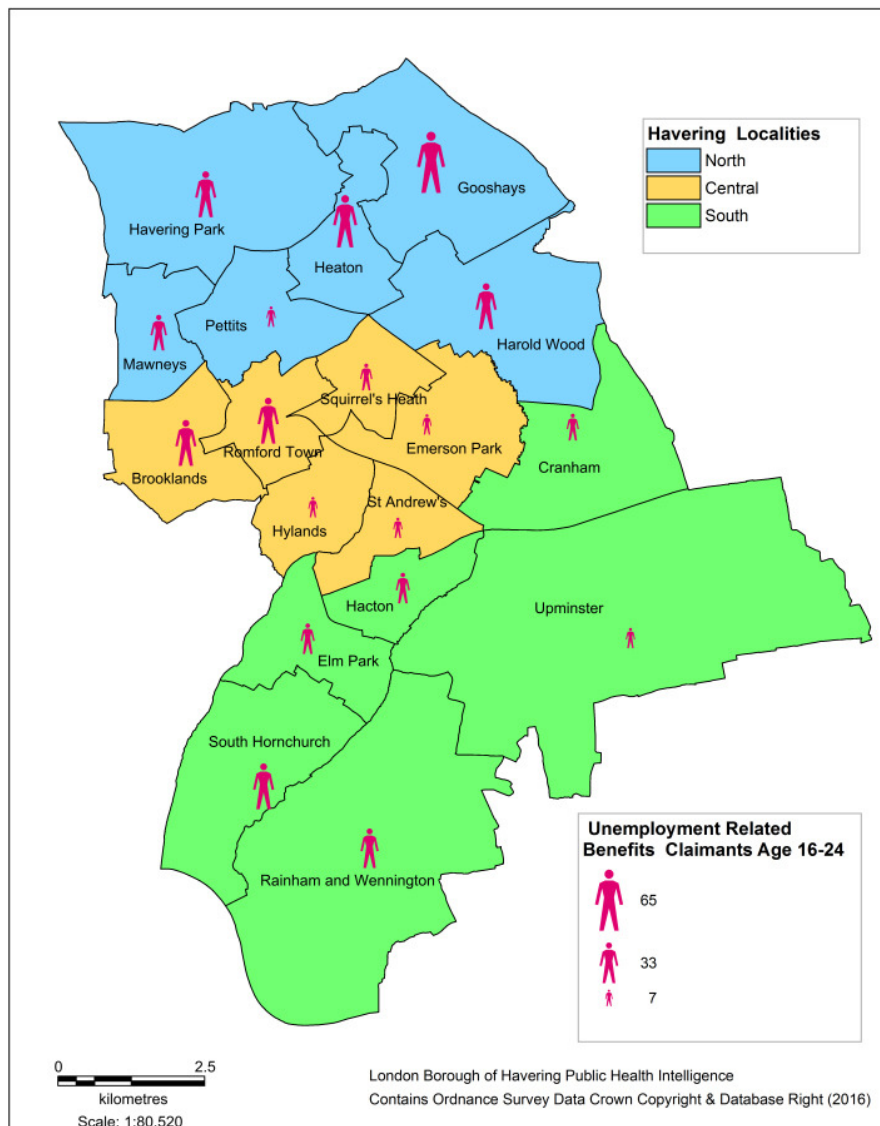 Havering Localities
North
Central
South
Gooshays
Havering Park
Heaton
Harold Wood
Pettits
Mawneys
Squirrel's Heath
Romford Town
Emerson Park
Brooklands
Cranham
St Andrew's
Hylands
Hacton
Upminster
Elm Park
South Hornchurch
Rainham and Wennington
Unemployment Related
Benefits Claimants Age 16-24
65
33
7
0 2.5
kilometres
Scale: 1:80,520
London Borough of Havering Public Health Intelligence
Contains Ordnance Survey Data Crown Copyright & Database Right (2016)